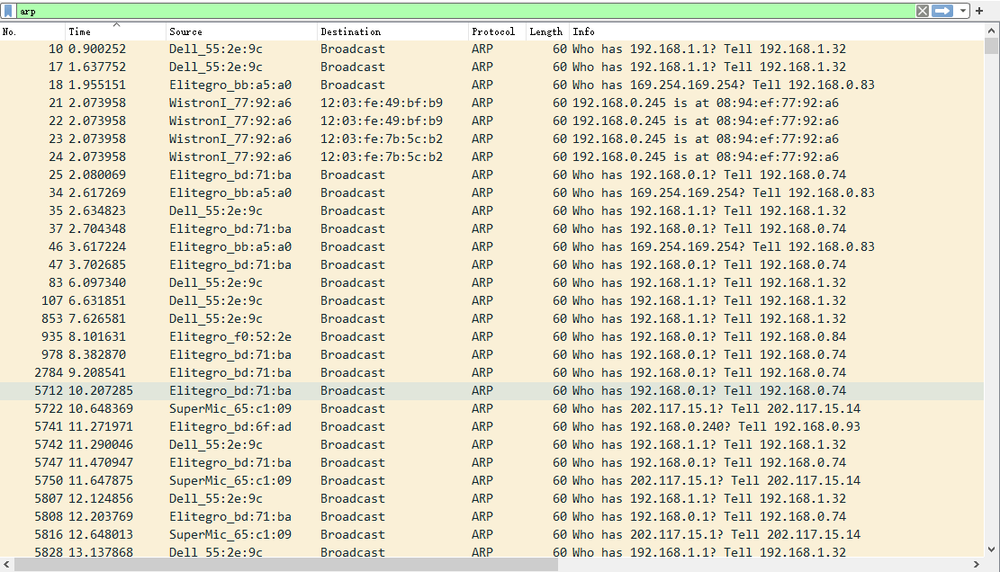 arp
No. Time Source Destination Protocol Length Info
10 0.900252 Dell_55:2e:9c Broadcast ARP 60 Who has 192.168.1.1? Tell 192.168.1.32
17 1.637752 Dell_55:2e:9c Broadcast ARP 60 Who has 192.168.1.1? Tell 192.168.1.32
18 1.955151 Elitegro_bb:a5:a0 Broadcast ARP 60 Who has 169.254.169.254? Tell 192.168.0.83
21 2.073958 WistronI_77:92:a6 12:03:fe:49:bf:b9 ARP 60 192.168.0.245 is at 08:94:ef:77:92:a6
22 2.073958 WistronI_77:92:a6 12:03:fe:49:bf:b9 ARP 60 192.168.0.245 is at 08:94:ef:77:92:a6
23 2.073958 WistronI_77:92:a6 12:03:fe:7b:5c:b2 ARP 60 192.168.0.245 is at 08:94:ef:77:92:a6
24 2.073958 WistronI_77:92:a6 12:03:fe:7b:5c:b2 ARP 60 192.168.0.245 is at 08:94:ef:77:92:a6
25 2.080069 Elitegro_bd:71:ba Broadcast ARP 60 Who has 192.168.0.1? Tell 192.168.0.74
34 2.617269 Elitegro_bb:a5:a0 Broadcast ARP 60 Who has 169.254.169.254? Tell 192.168.0.83
35 2.634823 Dell_55:2e:9c Broadcast ARP 60 Who has 192.168.1.1? Tell 192.168.1.32
37 2.704348 Elitegro_bd:71:ba Broadcast ARP 60 Who has 192.168.0.1? Tell 192.168.0.74
46 3.617224 Elitegro_bb:a5:a0 Broadcast ARP 60 Who has 169.254.169.254? Tell 192.168.0.83
47 3.702685 Elitegro_bd:71:ba Broadcast ARP 60 Who has 192.168.0.1? Tell 192.168.0.74
83 6.097340 Dell_55:2e:9c Broadcast ARP 60 Who has 192.168.1.1? Tell 192.168.1.32
107 6.631851 Dell_55:2e:9c Broadcast ARP 60 Who has 192.168.1.1? Tell 192.168.1.32
853 7.626581 Dell_55:2e:9c Broadcast ARP 60 Who has 192.168.1.1? Tell 192.168.1.32
935 8.101631 Elitegro_f0:52:2e Broadcast ARP 60 Who has 192.168.0.1? Tell 192.168.0.84
978 8.382870 Elitegro_bd:71:ba Broadcast ARP 60 Who has 192.168.0.1? Tell 192.168.0.74
2784 9.208541 Elitegro_bd:71:ba Broadcast ARP 60 Who has 192.168.0.1? Tell 192.168.0.74
5712 10.207285 Elitegro_bd:71:ba Broadcast ARP 60 Who has 192.168.0.1? Tell 192.168.0.74
5722 10.648369 SuperMic_65:c1:09 Broadcast ARP 60 Who has 202.117.15.1? Tell 202.117.15.14
5741 11.271971 Elitegro_bd:6f:ad Broadcast ARP 60 Who has 192.168.0.240? Tell 192.168.0.93
5742 11.290046 Dell_55:2e:9c Broadcast ARP 60 Who has 192.168.1.1? Tell 192.168.1.32
5747 11.470947 Elitegro_bd:71:ba Broadcast ARP 60 Who has 192.168.0.1? Tell 192.168.0.74
5750 11.647875 SuperMic_65:c1:09 Broadcast ARP 60 Who has 202.117.15.1? Tell 202.117.15.14
5807 12.124856 Dell_55:2e:9c Broadcast ARP 60 Who has 192.168.1.1? Tell 192.168.1.32
5808 12.203769 Elitegro_bd:71:ba Broadcast ARP 60 Who has 192.168.0.1? Tell 192.168.0.74
5816 12.648013 SuperMic_65:c1:09 Broadcast ARP 60 Who has 202.117.15.1? Tell 202.117.15.14
5828 13.137868 Dell_55:2e:9c Broadcast ARP 60 Who has 192.168.1.1? Tell 192.168.1.32